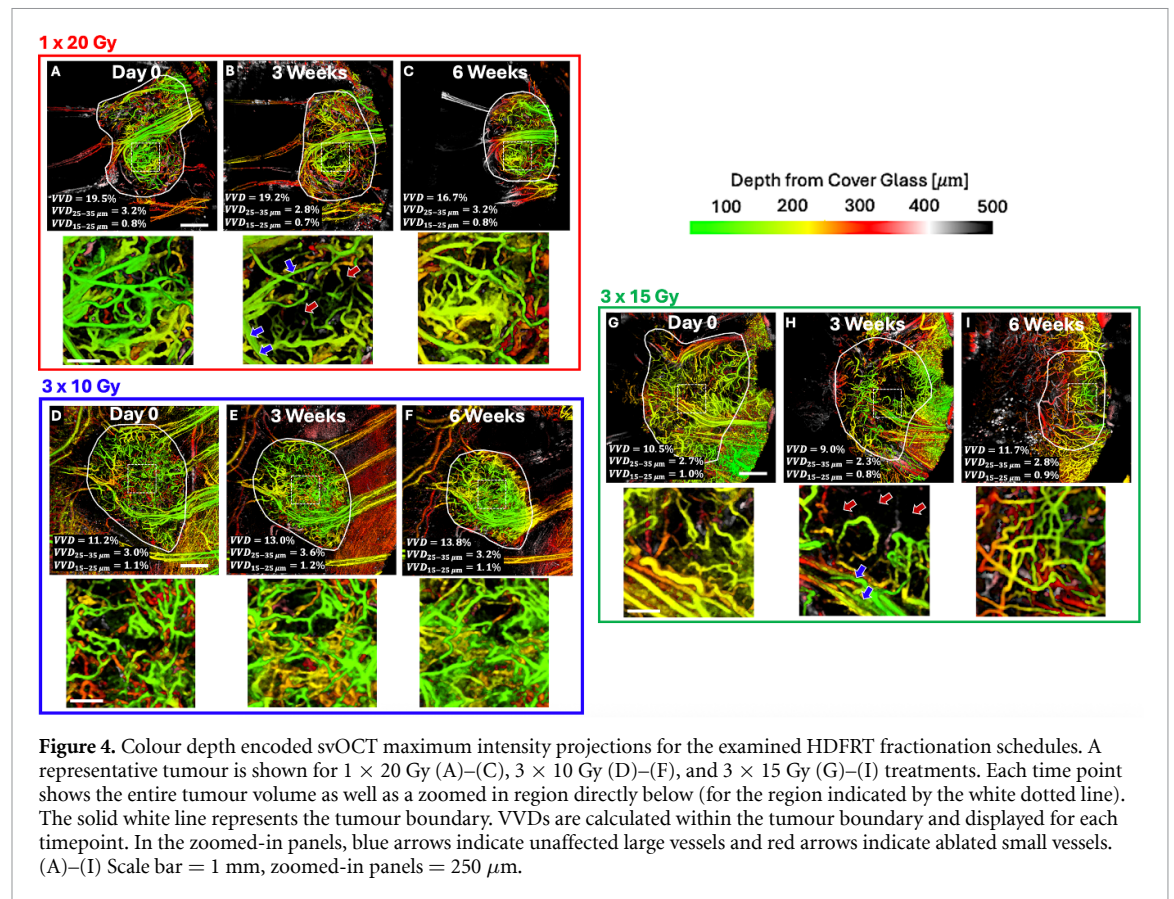 1 x 20 Gy
A Day 0
VVD = 19.5%
VVD25−35 μm = 3.2%
VVD15−25 μm = 0.8%
B 3 Weeks
VVD = 19.2%
VVD25−35 μm = 2.8%
VVD15−25 μm = 0.7%
C 6 Weeks
VVD = 16.7%
VVD25−35 μm = 3.2%
VVD15−25 μm = 0.8%
Depth from Cover Glass [μm]
100 200 300 400 500
3 x 10 Gy
D Day 0
VVD = 11.2%
VVD25−35 μm = 3.0%
VVD15−25 μm = 1.1%
E 3 Weeks
VVD = 13.0%
VVD25−35 μm = 3.6%
VVD15−25 μm = 1.2%
F 6 Weeks
VVD = 13.8%
VVD25−35 μm = 3.2%
VVD15−25 μm = 1.1%
3 x 15 Gy
G Day 0
VVD = 10.5%
VVD25−35 μm = 2.7%
VVD15−25 μm = 1.0%
H 3 Weeks
VVD = 9.0%
VVD25−35 μm = 2.3%
VVD15−25 μm = 0.8%
I 6 Weeks
VVD = 11.7%
VVD25−35 μm = 2.8%
VVD15−25 μm = 0.9%
Figure 4. Colour depth encoded svOCT maximum intensity projections for the examined HDFRT fractionation schedules. A
representative tumour is shown for 1 × 20 Gy (A)–(C), 3 × 10 Gy (D)–(F), and 3 × 15 Gy (G)–(I) treatments. Each time point
shows the entire tumour volume as well as a zoomed in region directly below (for the region indicated by the white dotted line).
The solid white line represents the tumour boundary. VVDs are calculated within the tumour boundary and displayed for each
timepoint. In the zoomed-in panels, blue arrows indicate unaffected large vessels and red arrows indicate ablated small vessels.
(A)–(I) Scale bar = 1 mm, zoomed-in panels = 250 μm.